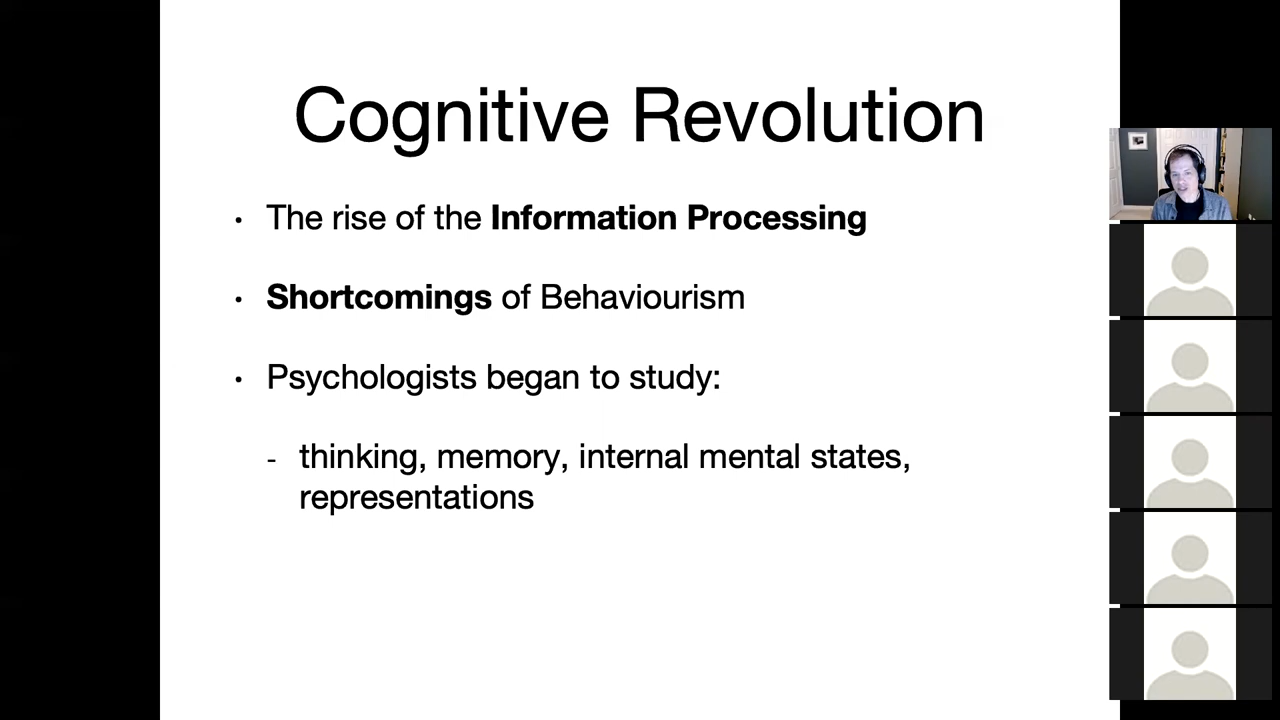 Cognitive Revolution
• The rise of the Information Processing
• Shortcomings of Behaviourism
• Psychologists began to study:
- thinking, memory, internal mental states,
representations